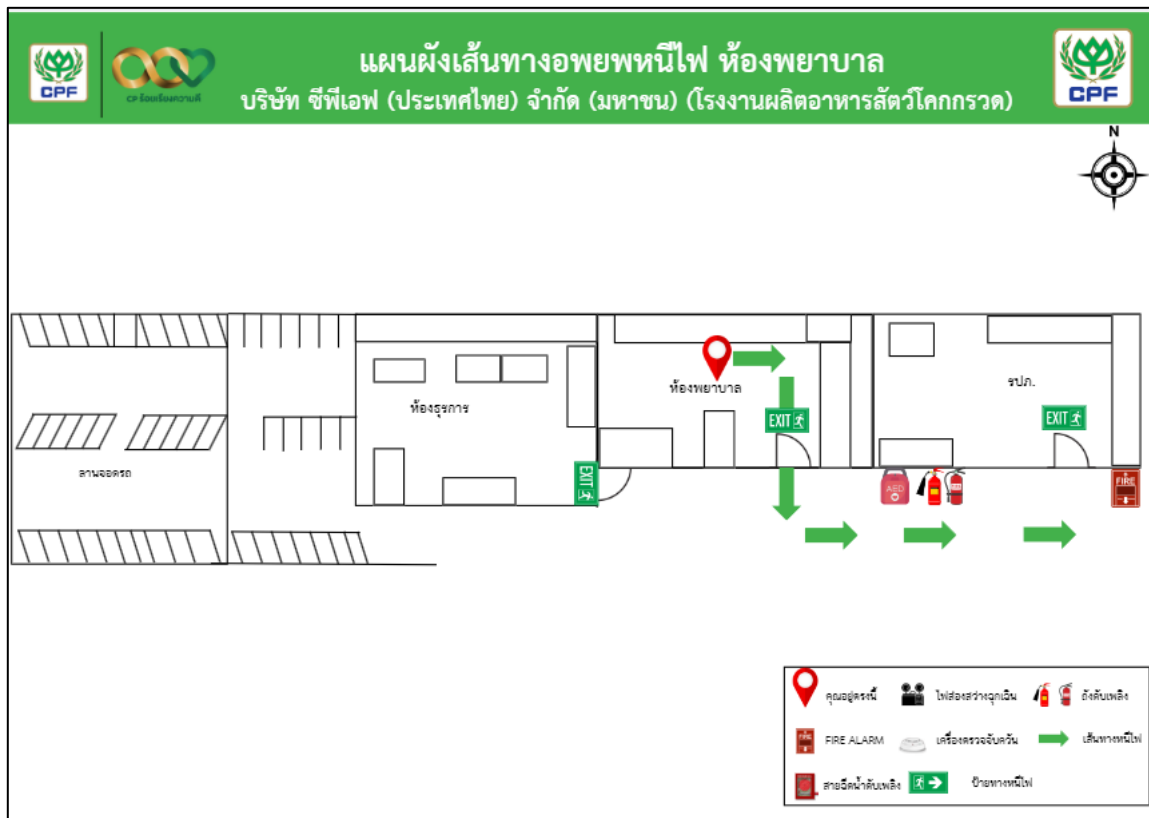 แผนผังเส้นทางอพยพหนีไฟ ห้องพยาบาล
บริษัท ซีพีเอฟ (ประเทศไทย) จำกัด (มหาชน) (โรงงานผลิตอาหารสัตว์โคกกรวด)
CPF
CP ร้อยเรียงความดี
CPF
N
ห้องพยาบาล
รปภ.
ห้องธุรการ
EXIT
EXIT
ลานจอดรถ
EXIT
AED
FIRE
คุณอยู่ตรงนี้
ไฟส่องสว่างฉุกเฉิน
ถังดับเพลิง
FIRE ALARM
เครื่องตรวจจับควัน
เส้นทางหนีไฟ
สายฉีดน้ำดับเพลิง
ป้ายทางหนีไฟ